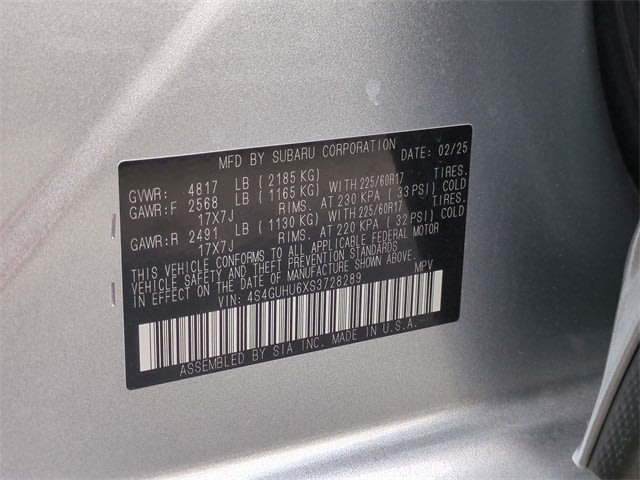 MFD BY SUBARU CORPORATION DATE: 02/25
GVWR: 4817 LB (2185 KG)
GAWR:F 2568 LB (1165 KG) WITH 225/60R17 TIRES.
17X7J RIMS. AT 230 KPA (33 PSI) COLD
GAWR:R 2491 LB (1130 KG) WITH 225/60R17 TIRES.
17X7J RIMS. AT 220 KPA (32 PSI) COLD
THIS VEHICLE CONFORMS TO ALL APPLICABLE FEDERAL MOTOR
VEHICLE SAFETY AND THEFT PREVENTION STANDARDS
IN EFFECT ON THE DATE OF MANUFACTURE SHOWN ABOVE.
VIN: 4S4GUHU6XS3728289 MPV
ASSEMBLED BY SIA INC. MADE IN U.S.A.